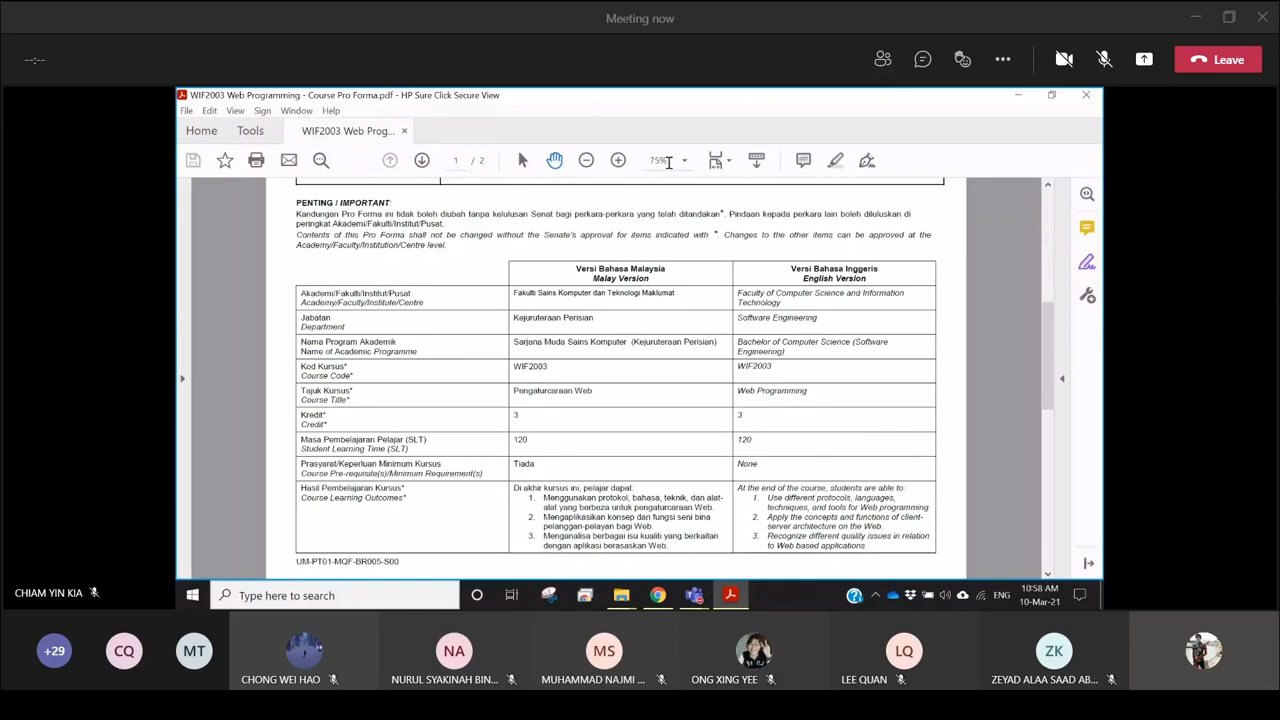 Meeting now
--:--
Leave
WIF2003 Web Programming - Course Pro Forma.pdf - HP Sure Click Secure View
File Edit View Sign Window Help
Home Tools WIF2003 Web Prog... ×
1 / 2 75%
PENTING / IMPORTANT:
Kandungan Pro Forma ini tidak boleh diubah tanpa kelulusan Senat bagi perkara-perkara yang telah ditandakan*. Pindaan kepada perkara lain boleh diluluskan di
peringkat Akademi/Fakulti/Institut/Pusat.
Contents of this Pro Forma shall not be changed without the Senate's approval for items indicated with *. Changes to the other items can be approved at the
Academy/Faculty/Institution/Centre level.
Versi Bahasa Malaysia
Malay Version
Versi Bahasa Inggeris
English Version
Akademi/Fakulti/Institut/Pusat
Academy/Faculty/Institute/Centre
Fakulti Sains Komputer dan Teknologi Maklumat
Faculty of Computer Science and Information
Technology
Jabatan
Department
Kejuruteraan Perisian
Software Engineering
Nama Program Akademik
Name of Academic Programme
Sarjana Muda Sains Komputer (Kejuruteraan Perisian)
Bachelor of Computer Science (Software
Engineering)
Kod Kursus*
Course Code*
WIF2003
WIF2003
Tajuk Kursus*
Course Title*
Pengaturcaraan Web
Web Programming
Kredit*
Credit*
3
3
Masa Pembelajaran Pelajar (SLT)
Student Learning Time (SLT)
120
120
Prasyarat/Keperluan Minimum Kursus
Course Pre-requisite(s)/Minimum Requirement(s)
Tiada
None
Hasil Pembelajaran Kursus*
Course Learning Outcomes*
Di akhir kursus ini, pelajar dapat:
1. Menggunakan protokol, bahasa, teknik, dan alat-
alat yang berbeza untuk pengaturcaraan Web.
2. Mengaplikasikan konsep dan fungsi seni bina
pelanggan-pelayan bagi Web.
3. Menganalisa berbagai isu kualiti yang berkaitan
dengan aplikasi berasaskan Web.
At the end of the course, students are able to:
1. Use different protocols, languages,
techniques, and tools for Web programming.
2. Apply the concepts and functions of client-
server architecture on the Web.
3. Recognize different quality issues in relation
to Web based applications.
UM-PT01-MQF-BR005-S00
CHIAM YIN KIA
Type here to search
ENG
10:58 AM
10-Mar-21
+29
CQ
MT
CHONG WEI HAO
NA
NURUL SYAKINAH BIN...
MS
MUHAMMAD NAJMI ...
ONG XING YEE
LQ
LEE QUAN
ZK
ZEYAD ALAA SAAD AB...